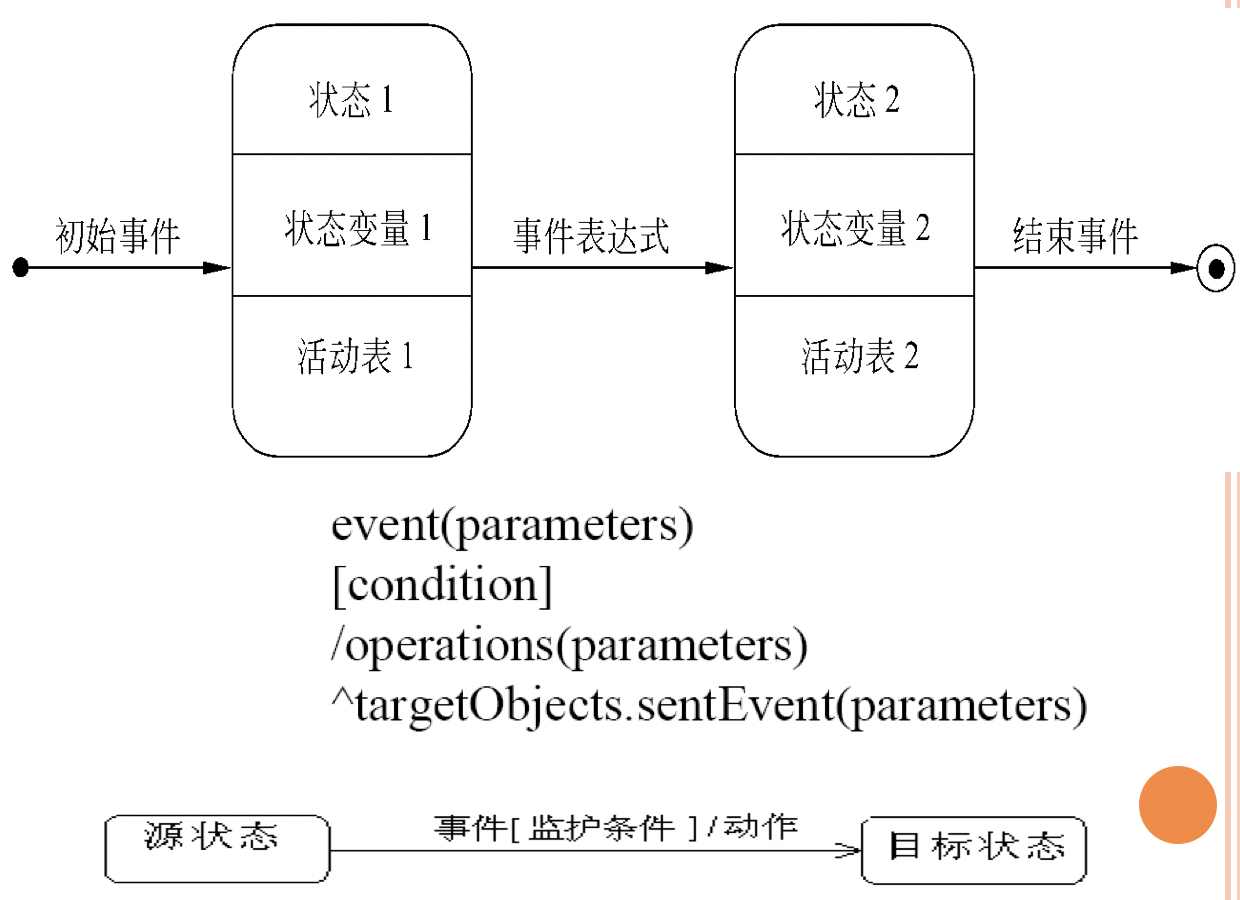 状态 1
状态 2
初始事件
状态变量 1
事件表达式
状态变量 2
结束事件
活动表 1
活动表 2
event(parameters)
[condition]
/operations(parameters)
^targetObjects.sentEvent(parameters)
源状态
事件[监护条件]/动作
目标状态